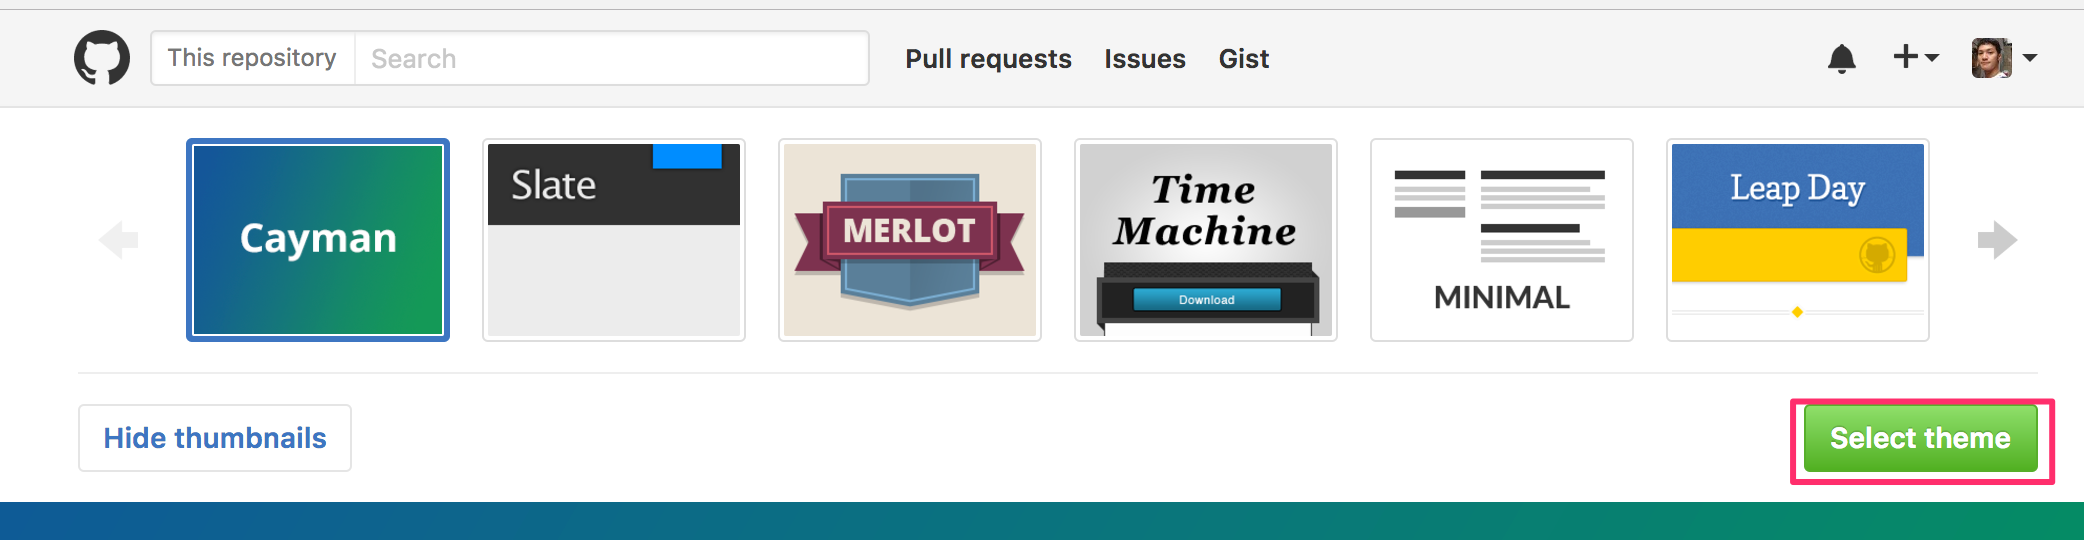 This repository Search Pull requests Issues Gist
Cayman
Slate
MERLOT
Time
Machine
Download
MINIMAL
Leap Day
Hide thumbnails
Select theme